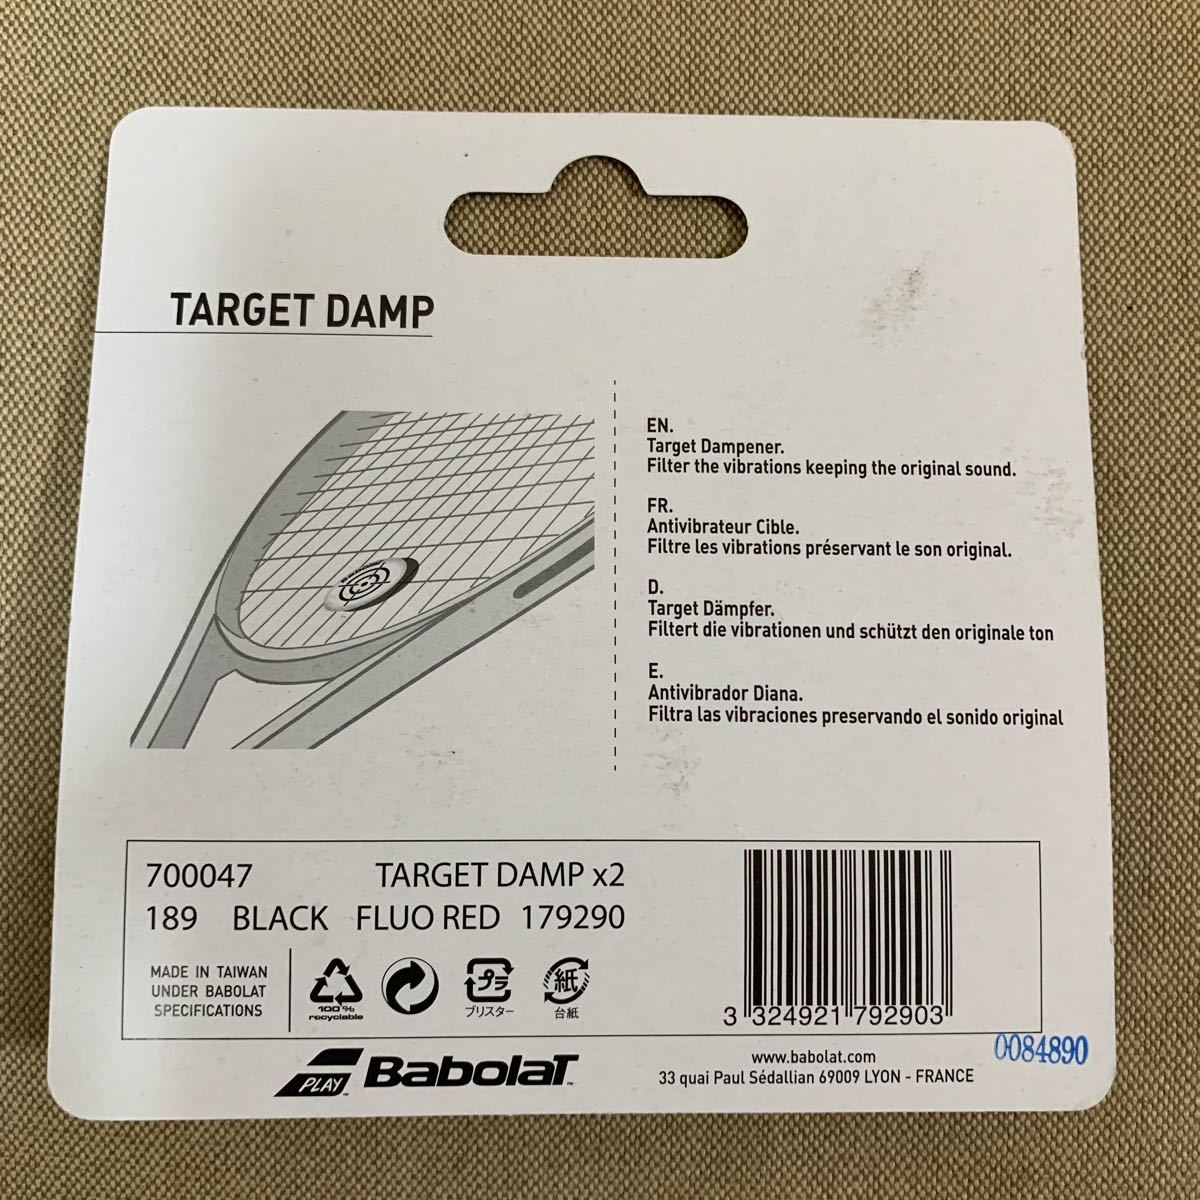 TARGET DAMP
EN.
Target Dampener.
Filter the vibrations keeping the original sound.
FR.
Antivibrateur Cible.
Filtre les vibrations préservant le son original.
D.
Target Dämpfer.
Filtert die vibrationen und schützt den originale ton
E.
Antivibrador Diana.
Filtra las vibraciones preservando el sonido original
700047 TARGET DAMP x2
189 BLACK FLUO RED 179290
MADE IN TAIWAN
UNDER BABOLAT
SPECIFICATIONS
100%
recyclable
プラ
ブリスター
紙
台紙
3 324921 792903
0084890
PLAY
BabolaT
www.babolat.com
33 quai Paul Sédallian 69009 LYON - FRANCE